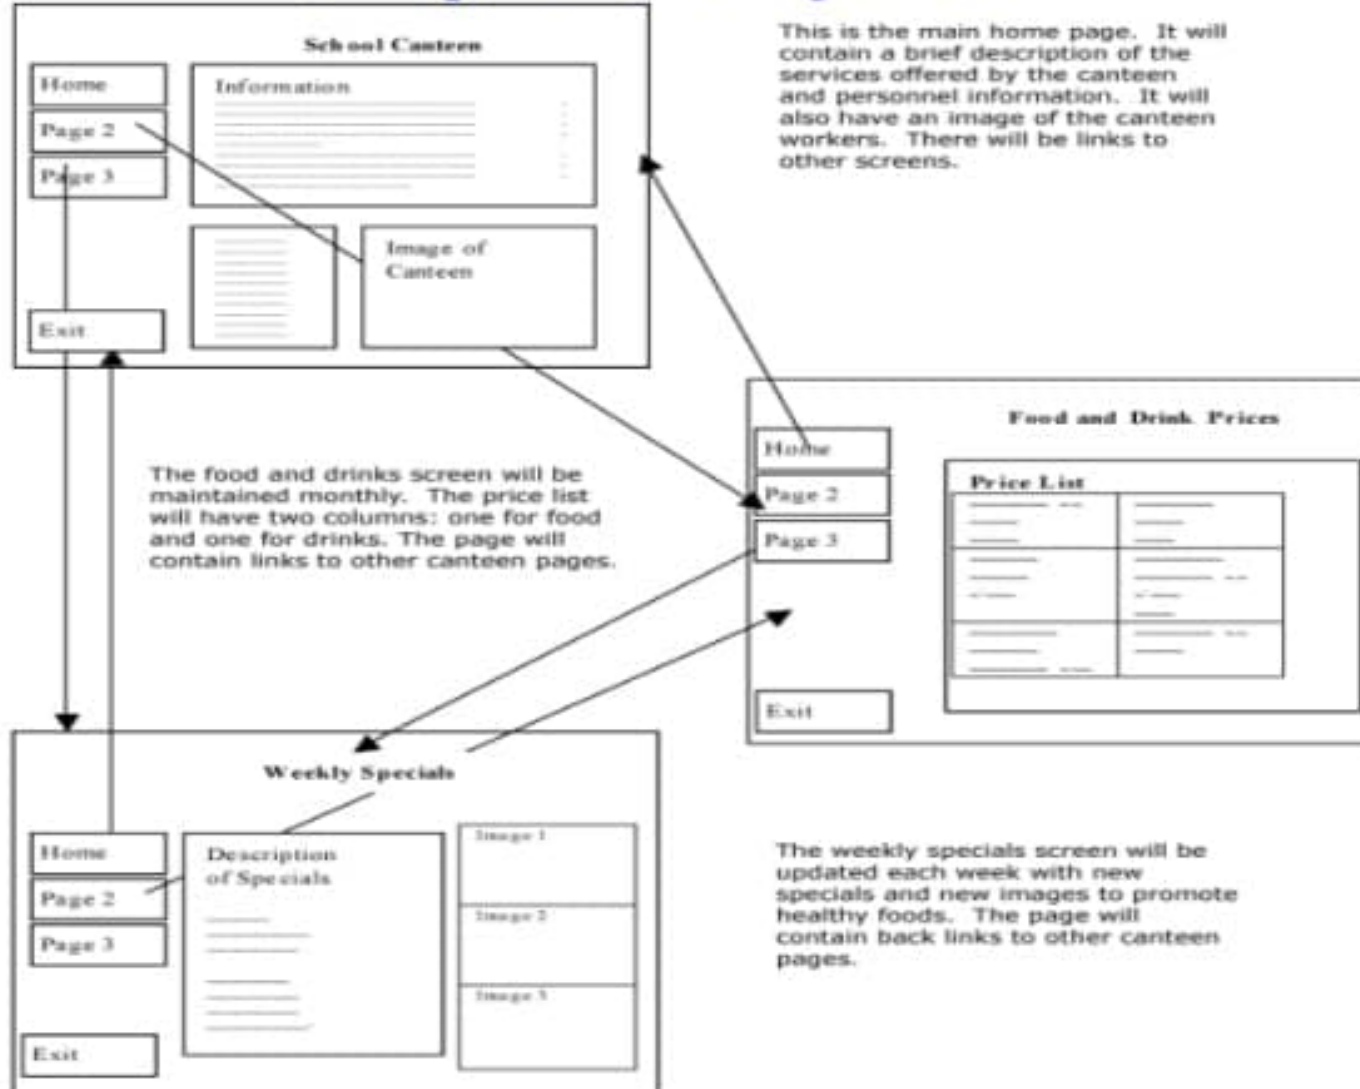 School Canteen
Home
Page 2
Page 3
Exit
Information
Image of
Canteen
This is the main home page. It will
contain a brief description of the
services offered by the canteen
and personnel information. It will
also have an image of the canteen
workers. There will be links to
other screens.
The food and drinks screen will be
maintained monthly. The price list
will have two columns: one for food
and one for drinks. The page will
contain links to other canteen pages.
Food and Drink Prices
Home
Page 2
Page 3
Exit
Price List
Weekly Specials
Home
Page 2
Page 3
Exit
Description
of Specials
Image 1
Image 2
Image 3
The weekly specials screen will be
updated each week with new
specials and new images to promote
healthy foods. The page will
contain back links to other canteen
pages.